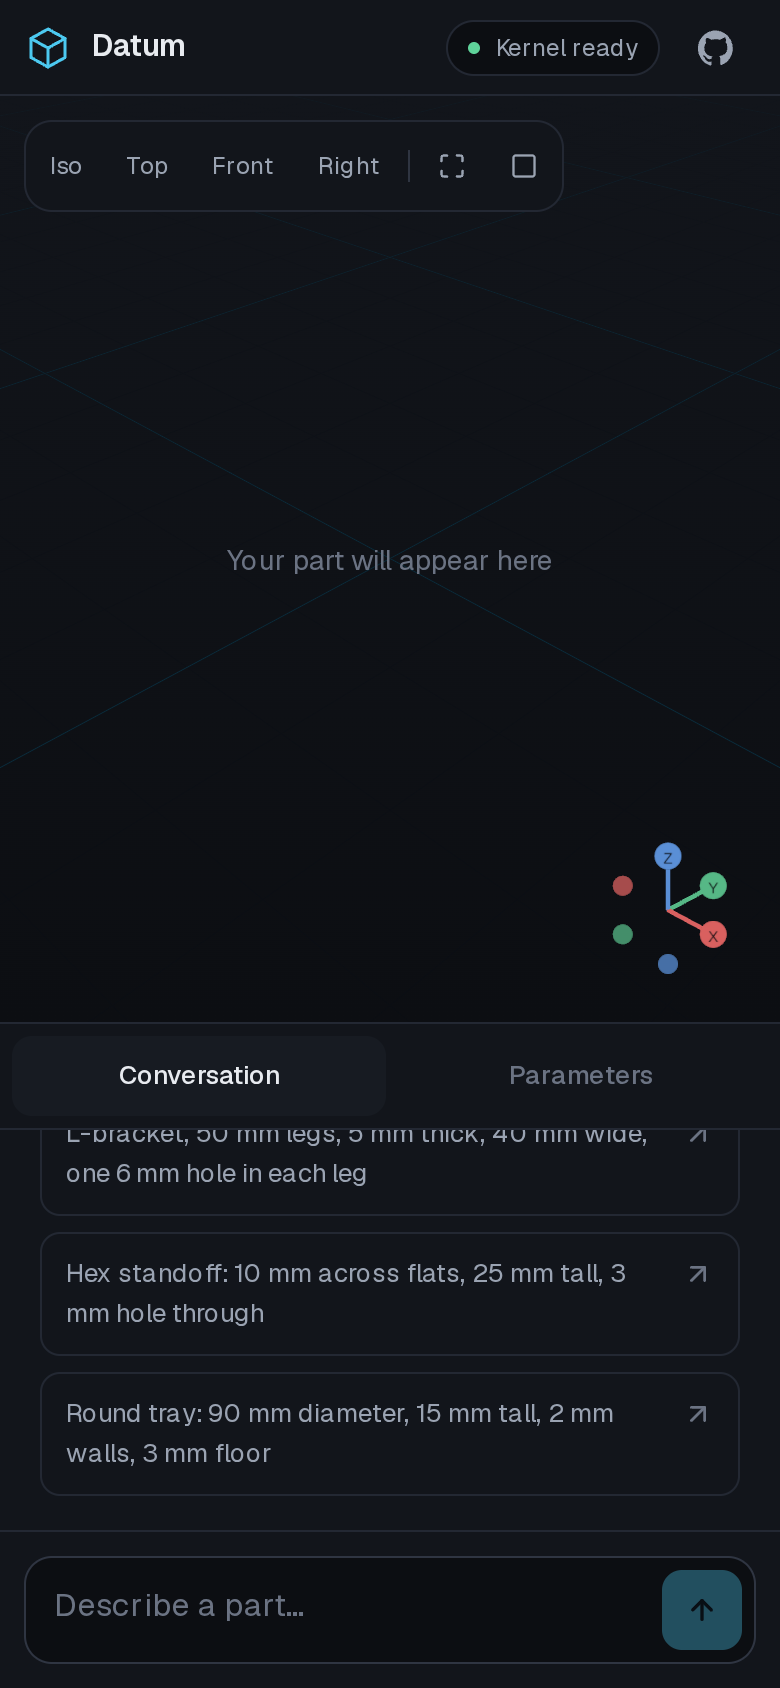 Datum
Kernel ready
Iso Top Front Right
Your part will appear here
Z
Y
X
Conversation Parameters
L-bracket, 50 mm legs, 5 mm thick, 40 mm wide,
one 6 mm hole in each leg
Hex standoff: 10 mm across flats, 25 mm tall, 3
mm hole through
Round tray: 90 mm diameter, 15 mm tall, 2 mm
walls, 3 mm floor
Describe a part...